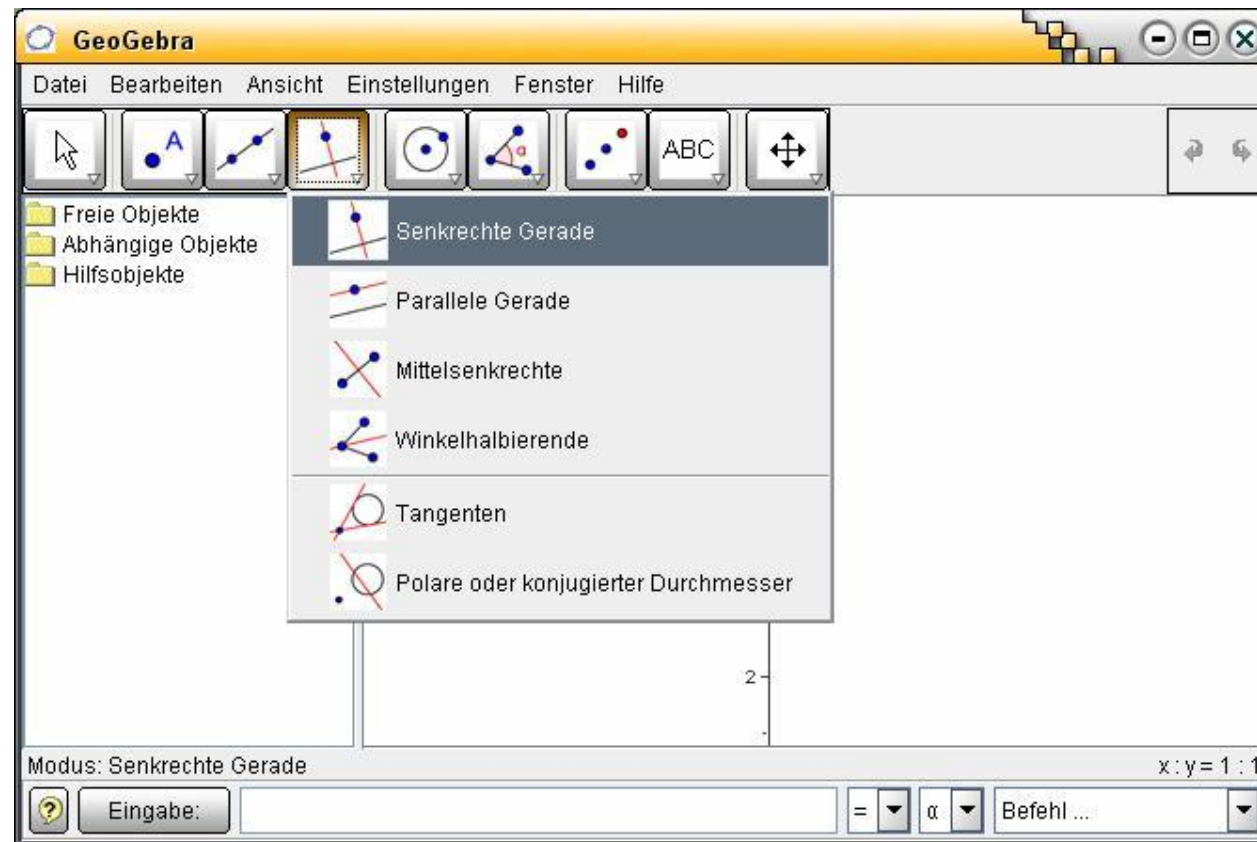 GeoGebra
Datei Bearbeiten Ansicht Einstellungen Fenster Hilfe
A α ABC
Freie Objekte
Abhängige Objekte
Hilfsobjekte
Senkrechte Gerade
Parallele Gerade
Mittelsenkrechte
Winkelhalbierende
Tangenten
Polare oder konjugierter Durchmesser
2
Modus: Senkrechte Gerade x : y = 1 : 1
? Eingabe: = α Befehl ...